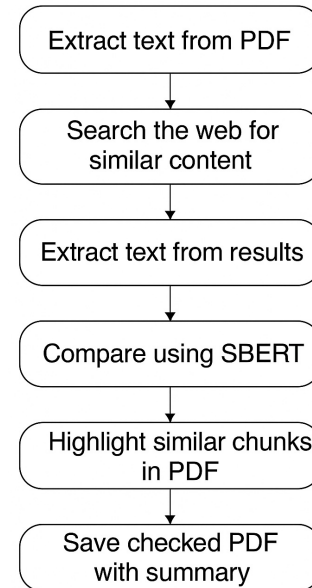 Extract text from PDF
Search the web for
similar content
Extract text from results
Compare using SBERT
Highlight similar chunks
in PDF
Save checked PDF
with summary